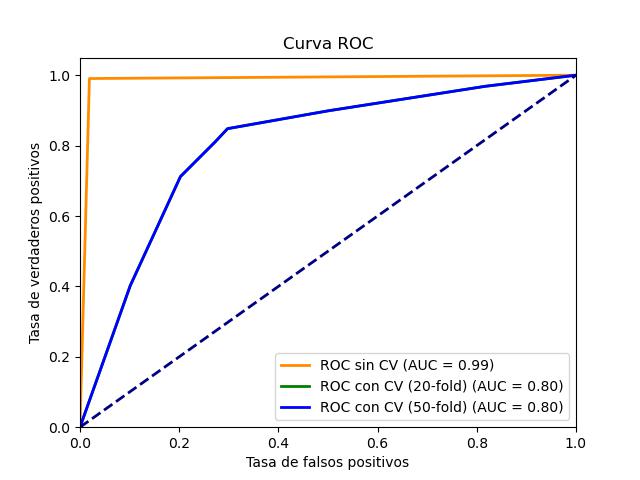 Curva ROC
1.0
0.8
0.6
0.4
0.2
0.0
Tasa de verdaderos positivos
ROC sin CV (AUC = 0.99)
ROC con CV (20-fold) (AUC = 0.80)
ROC con CV (50-fold) (AUC = 0.80)
0.0 0.2 0.4 0.6 0.8 1.0
Tasa de falsos positivos